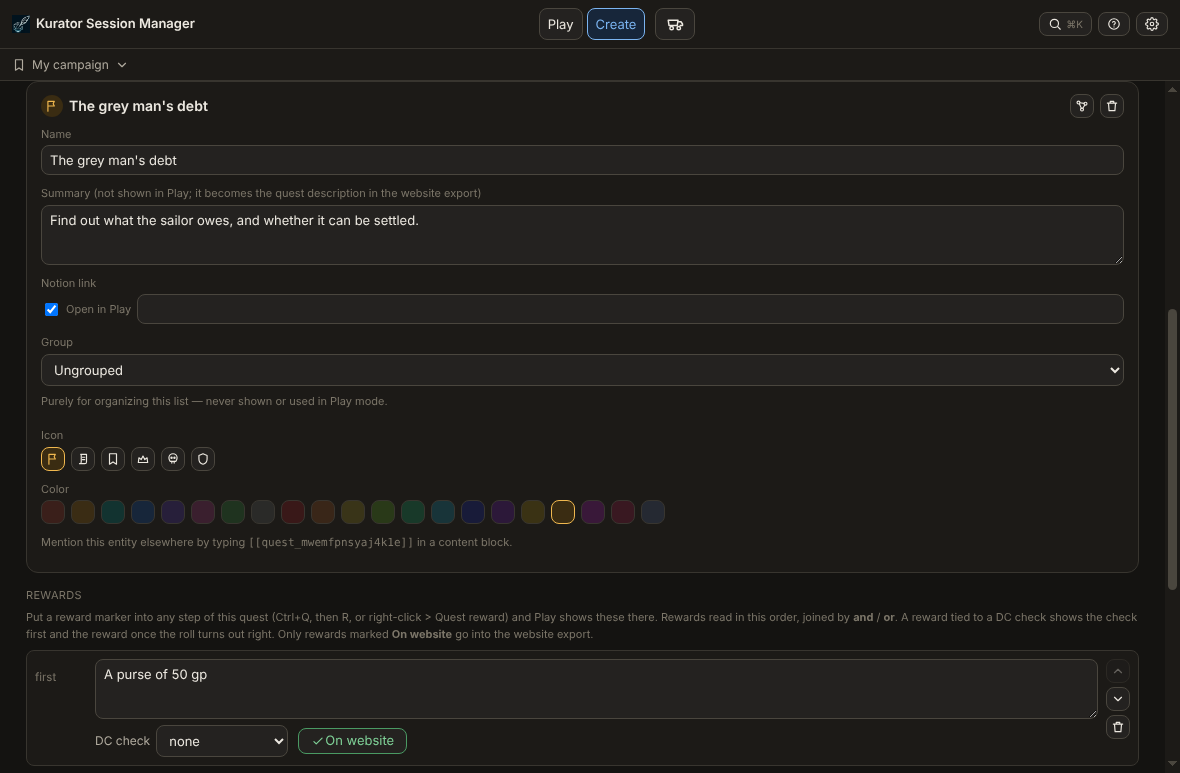 Kurator Session Manager
Play
Create
⌘K
My campaign
The grey man's debt
Name
The grey man's debt
Summary (not shown in Play; it becomes the quest description in the website export)
Find out what the sailor owes, and whether it can be settled.
Notion link
Open in Play
Group
Ungrouped
Purely for organizing this list — never shown or used in Play mode.
Icon
Color
Mention this entity elsewhere by typing [[quest_mwemfpnsyaj4k1e]] in a content block.
REWARDS
Put a reward marker into any step of this quest (Ctrl+Q, then R, or right-click > Quest reward) and Play shows these there. Rewards read in this order, joined by and / or. A reward tied to a DC check shows the check
first and the reward once the roll turns out right. Only rewards marked On website go into the website export.
first
A purse of 50 gp
DC check
none
On website